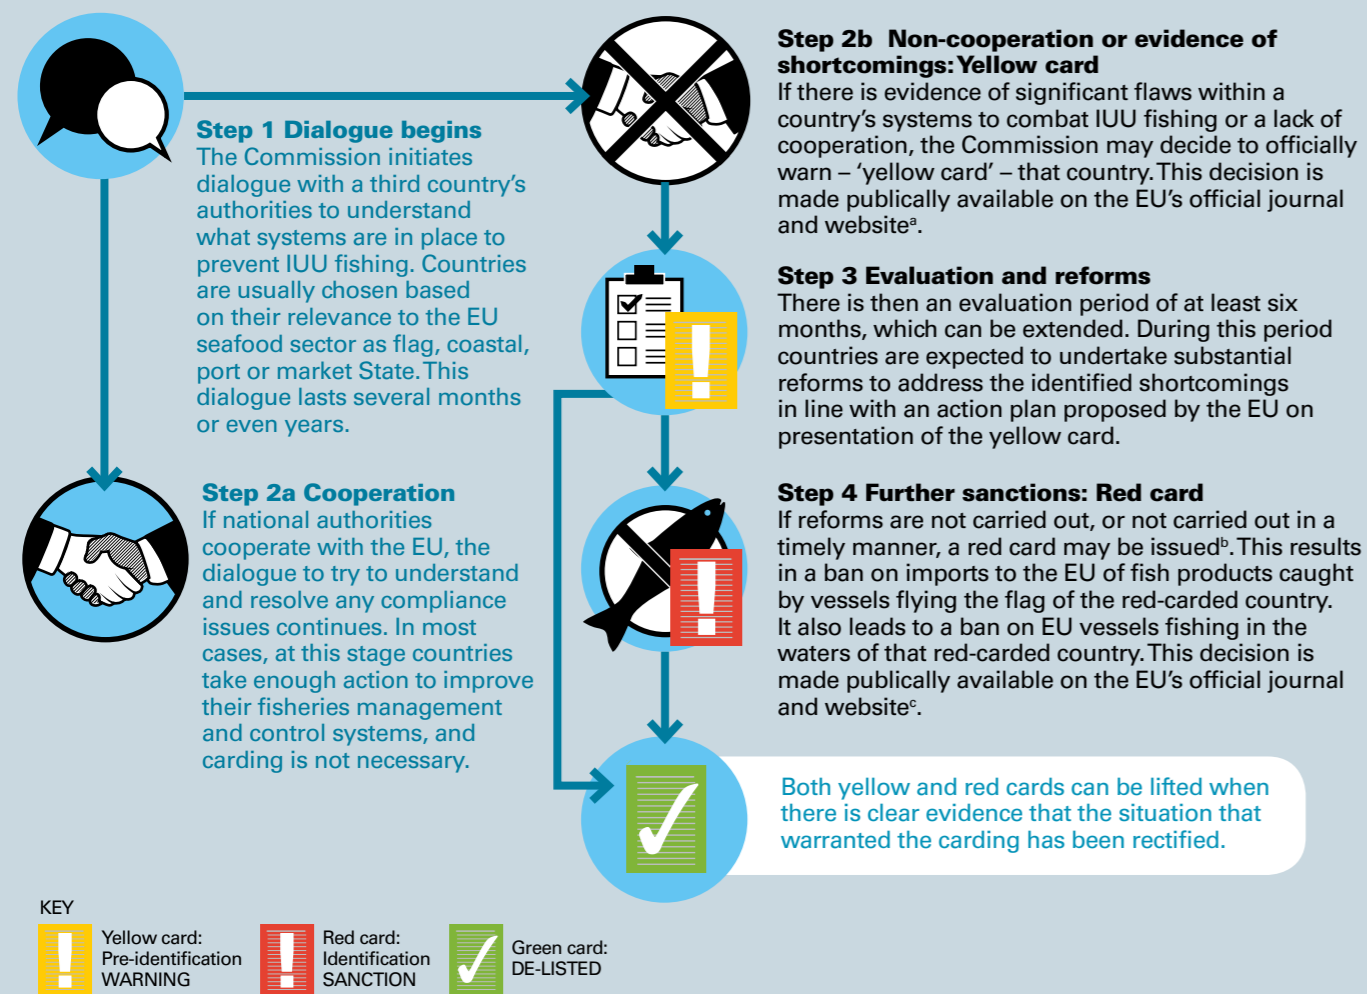 Step 1 Dialogue begins
The Commission initiates
dialogue with a third country’s
authorities to understand
what systems are in place to
prevent IUU fishing. Countries
are usually chosen based
on their relevance to the EU
seafood sector as flag, coastal,
port or market State. This
dialogue lasts several months
or even years.
Step 2a Cooperation
If national authorities
cooperate with the EU, the
dialogue to try to understand
and resolve any compliance
issues continues. In most
cases, at this stage countries
take enough action to improve
their fisheries management
and control systems, and
carding is not necessary.
Step 2b Non-cooperation or evidence of
shortcomings: Yellow card
If there is evidence of significant flaws within a
country’s systems to combat IUU fishing or a lack of
cooperation, the Commission may decide to officially
warn – ‘yellow card’ – that country. This decision is
made publically available on the EU’s official journal
and websiteᵃ.
Step 3 Evaluation and reforms
There is then an evaluation period of at least six
months, which can be extended. During this period
countries are expected to undertake substantial
reforms to address the identified shortcomings
in line with an action plan proposed by the EU on
presentation of the yellow card.
Step 4 Further sanctions: Red card
If reforms are not carried out, or not carried out in a
timely manner, a red card may be issuedᵇ. This results
in a ban on imports to the EU of fish products caught
by vessels flying the flag of the red-carded country.
It also leads to a ban on EU vessels fishing in the
waters of that red-carded country. This decision is
made publically available on the EU’s official journal
and websiteᶜ.
Both yellow and red cards can be lifted when
there is clear evidence that the situation that
warranted the carding has been rectified.
KEY
Yellow card:
Pre-identification
WARNING
Red card:
Identification
SANCTION
Green card:
DE-LISTED